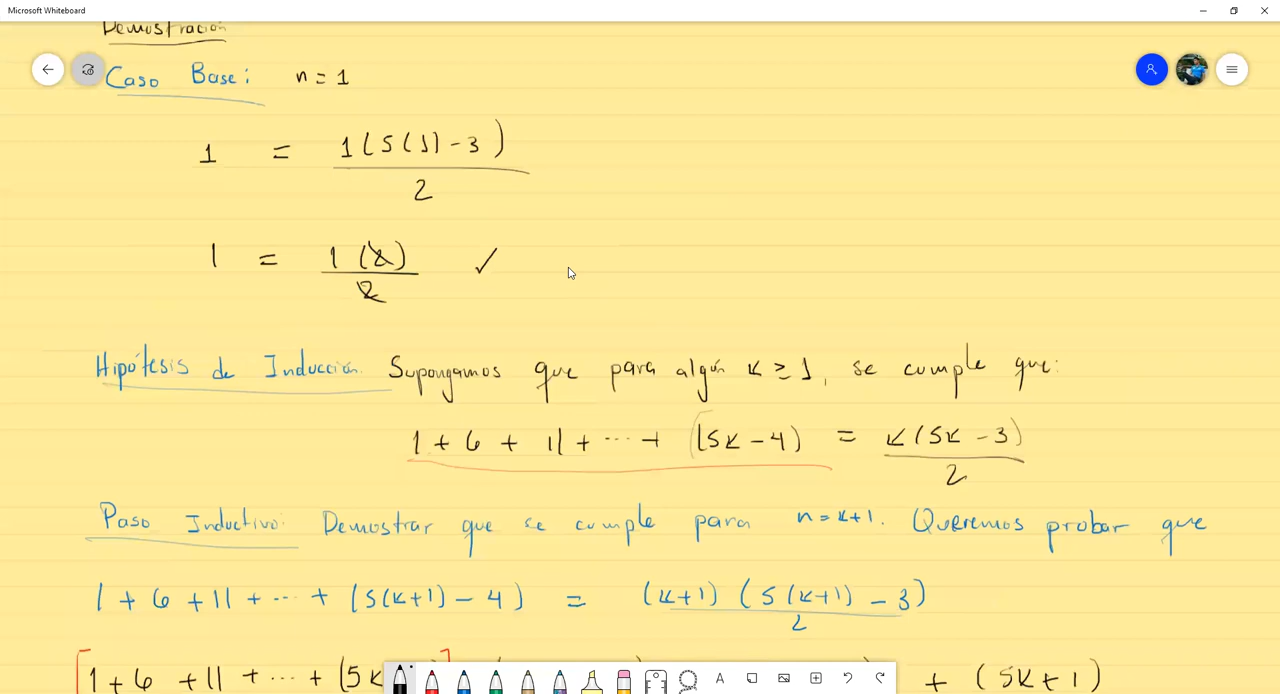 Microsoft Whiteboard
Demostración
Caso Base: n = 1
1 = 1(5(1) - 3)
2
1 = 1(2)
2 ✓
Hipótesis de Inducción. Supongamos que para algún k ≥ 1, se cumple que:
1 + 6 + 11 + ... + (5k - 4) = k(5k - 3)
2
Paso Inductivo: Demostrar que se cumple para n = k+1. Queremos probar que
1 + 6 + 11 + ... + (5(k+1) - 4) = (k+1)(5(k+1) - 3)
2
[1 + 6 + 11 + ... + (5k + (5k+1)
A